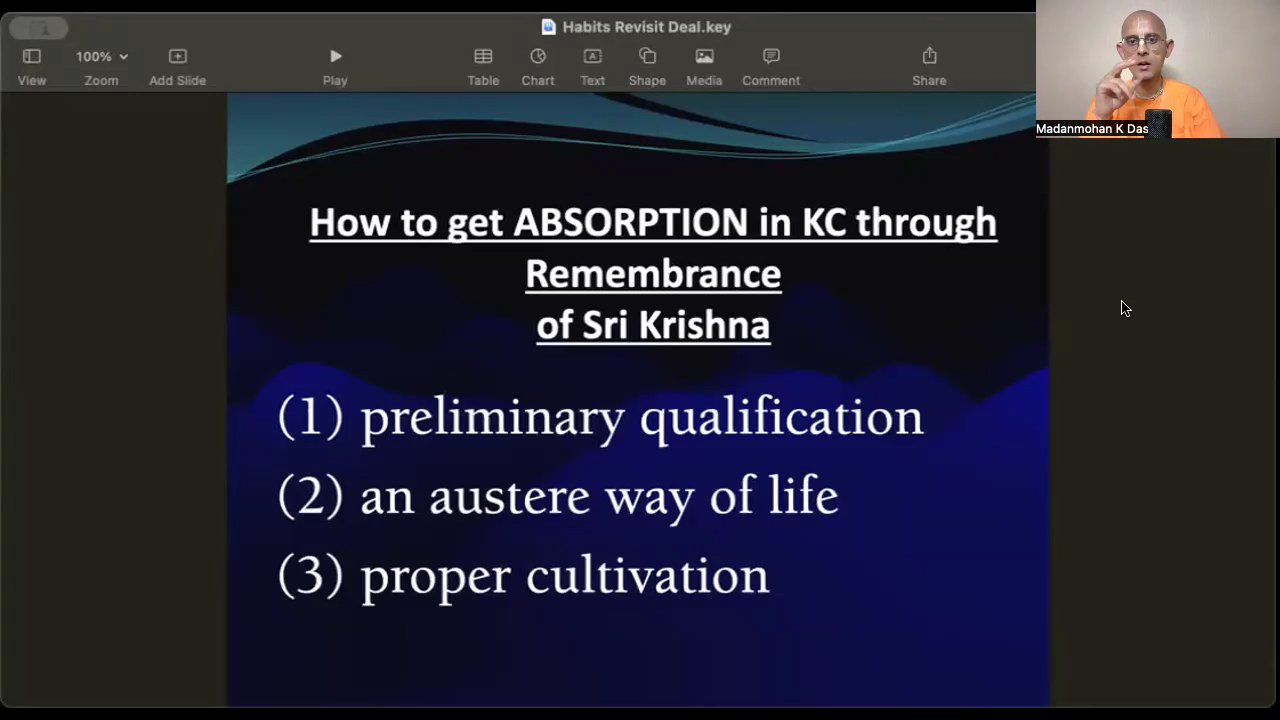 Habits Revisit Deal.key
100%
View
Zoom
Add Slide
Play
Table
Chart
Text
Shape
Media
Comment
Share
Madanmohan K Das
How to get ABSORPTION in KC through
Remembrance
of Sri Krishna
(1) preliminary qualification
(2) an austere way of life
(3) proper cultivation